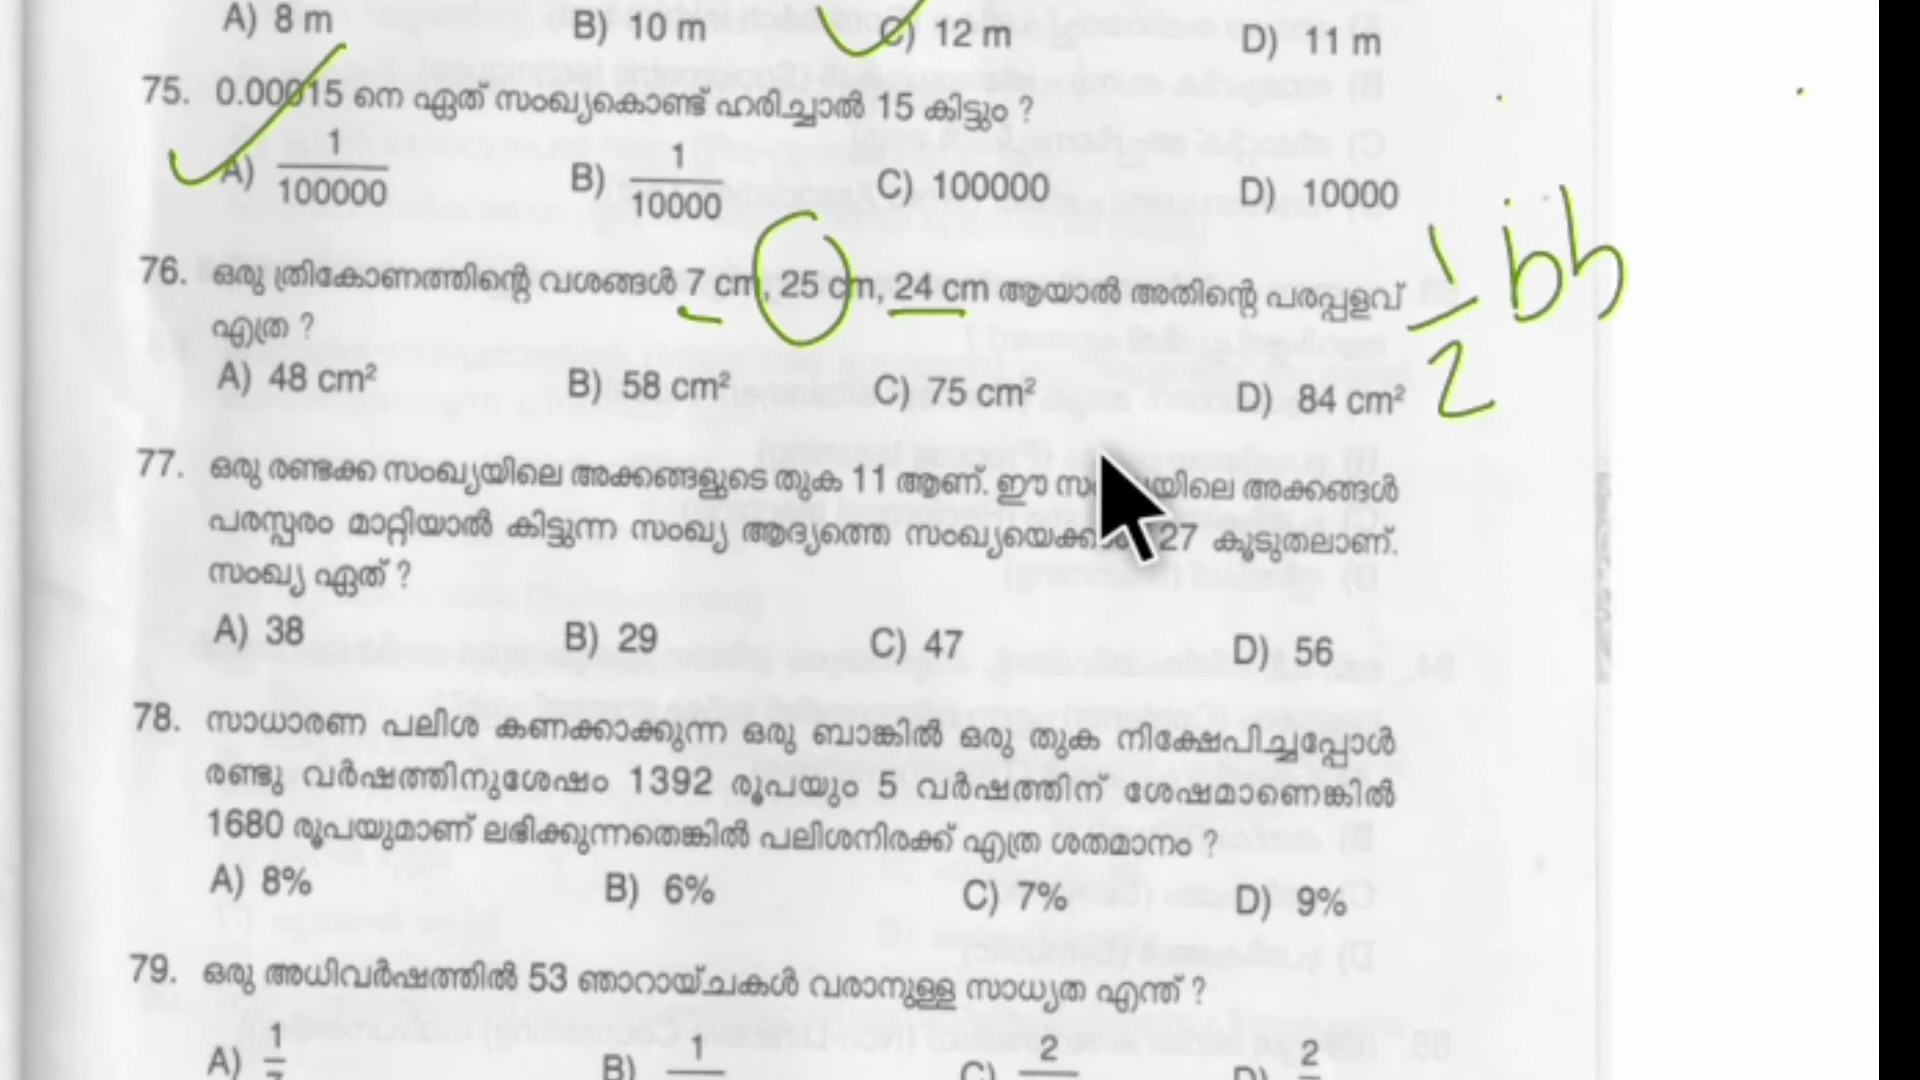 A) 8 m B) 10 m C) 12 m D) 11 m
75. 0.00015 നെ ഏത് സംഖ്യകൊണ്ട് ഹരിച്ചാൽ 15 കിട്ടും ?
A) 1/100000 B) 1/10000 C) 100000 D) 10000
76. ഒരു ത്രികോണത്തിന്റെ വശങ്ങൾ 7 cm, 25 cm, 24 cm ആയാൽ അതിന്റെ പരപ്പളവ് 1/2 bh
എത്ര ?
A) 48 cm² B) 58 cm² C) 75 cm² D) 84 cm²
77. ഒരു രണ്ടക്ക സംഖ്യയിലെ അക്കങ്ങളുടെ തുക 11 ആണ്. ഈ അക്കങ്ങൾ
പരസ്പരം മാറ്റിയാൽ കിട്ടുന്ന സംഖ്യ ആദ്യത്തെ 27 കൂടുതലാണ്.
സംഖ്യ ഏത് ?
A) 38 B) 29 C) 47 D) 56
78. സാധാരണ പലിശ കണക്കാക്കുന്ന ഒരു ബാങ്കിൽ ഒരു തുക നിക്ഷേപിച്ചപ്പോൾ
രണ്ടു വർഷത്തിനുശേഷം 1392 രൂപയും 5 വർഷത്തിന് ശേഷമാണെങ്കിൽ
1680 രൂപയുമാണ് ലഭിക്കുന്നതെങ്കിൽ പലിശനിരക്ക് എത്ര ശതമാനം ?
A) 8% B) 6% C) 7% D) 9%
79. ഒരു അധിവർഷത്തിൽ 53 ഞാറായ്ചകൾ വരാനുള്ള സാധ്യത എന്ത് ?
A) 1 B) 1 C) 2 D) 2